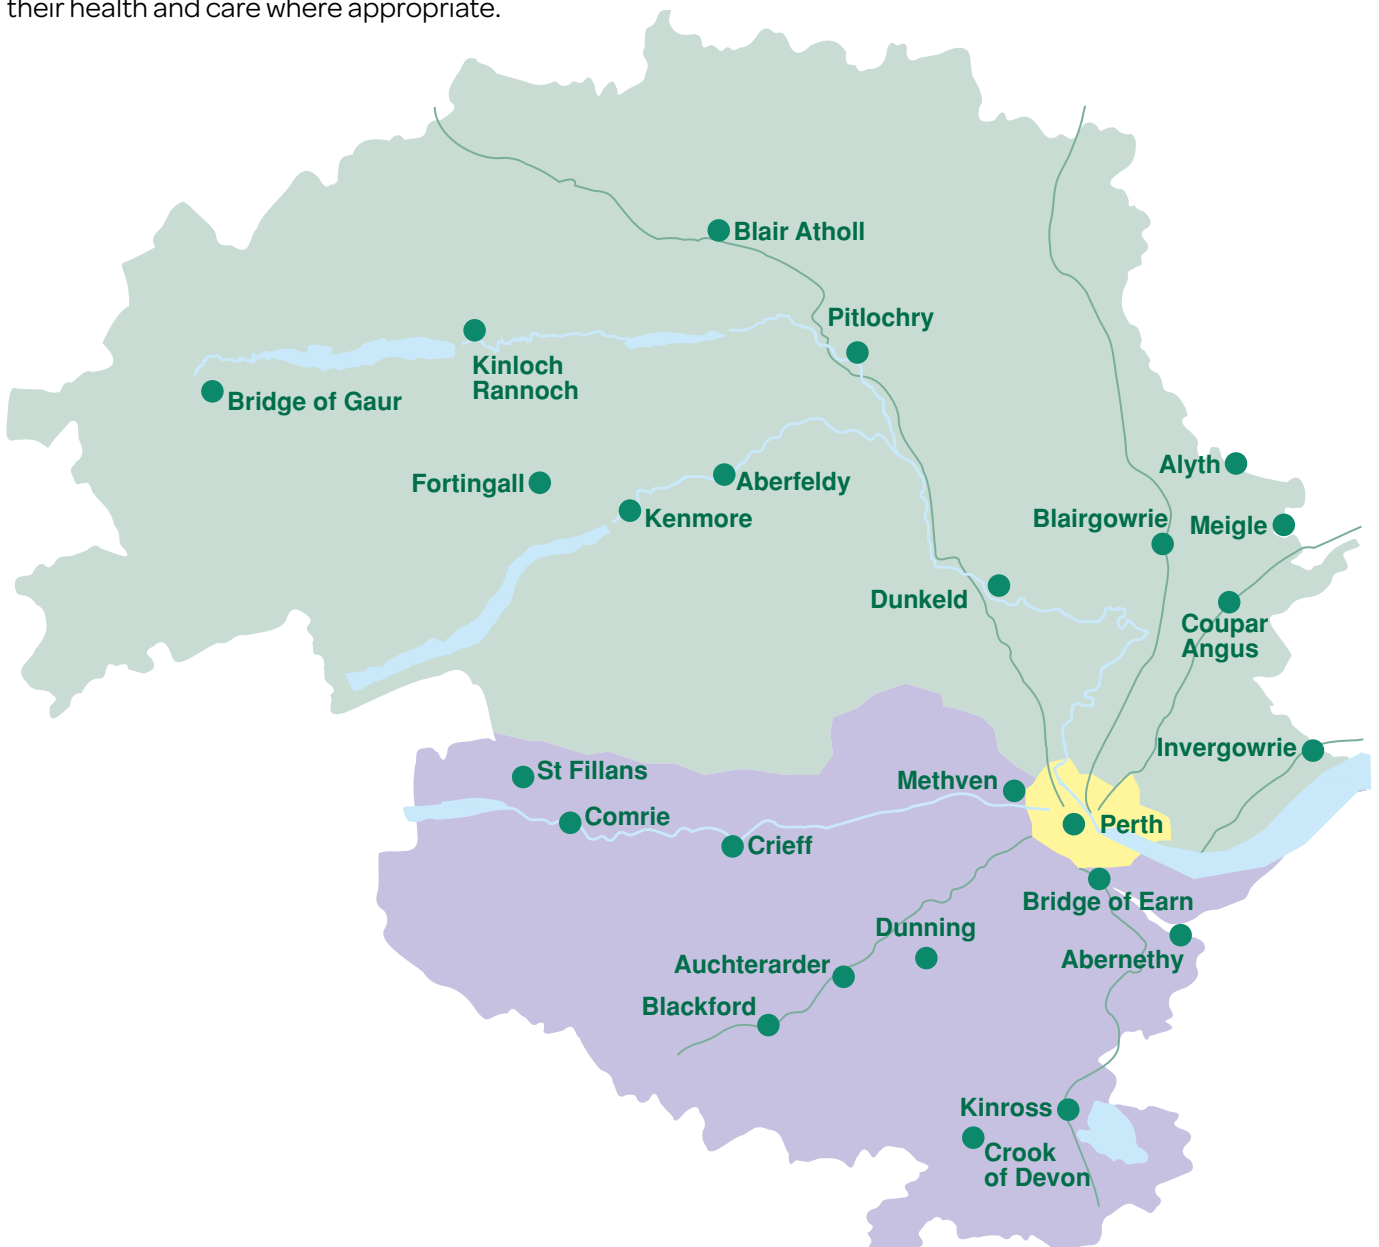 their health and care where appropriate.
Blair Atholl
Pitlochry
Kinloch
Rannoch
Bridge of Gaur
Alyth
Fortingall
Aberfeldy
Kenmore
Blairgowrie
Meigle
Dunkeld
Coupar
Angus
Invergowrie
St Fillans
Methven
Comrie
Perth
Crieff
Bridge of Earn
Dunning
Abernethy
Auchterarder
Blackford
Kinross
Crook
of Devon